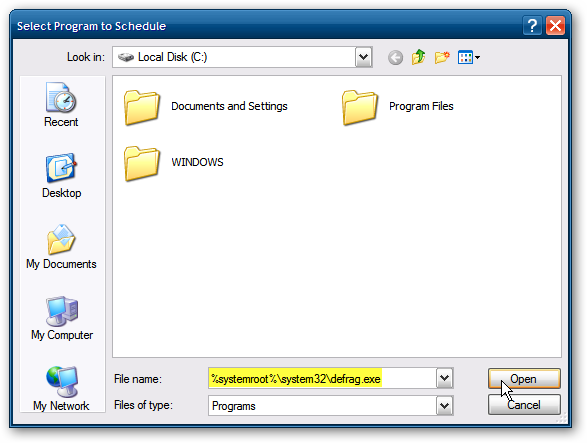 Select Program to Schedule
Look in: Local Disk (C:)
Recent
Desktop
My Documents
My Computer
My Network
Documents and Settings
Program Files
WINDOWS
File name: %systemroot%\system32\defrag.exe
Open
Files of type: Programs
Cancel